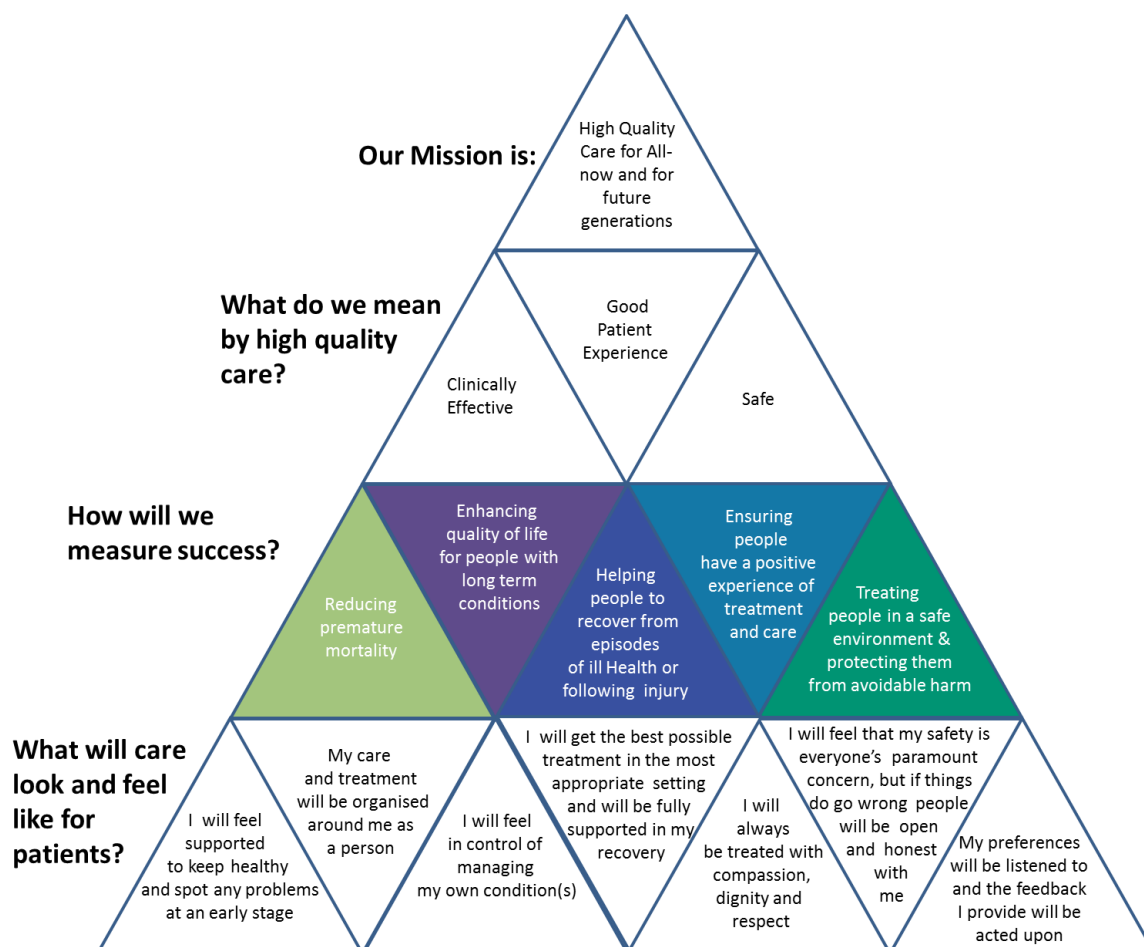 Our Mission is:
High Quality
Care for All-
now and for
future
generations
What do we mean
by high quality
care?
Clinically
Effective
Good
Patient
Experience
Safe
How will we
measure success?
Reducing
premature
mortality
Enhancing
quality of life
for people with
long term
conditions
Helping
people to
recover from
episodes
of ill Health or
following injury
Ensuring
people
have a positive
experience of
treatment
and care
Treating
people in a safe
environment &
protecting them
from avoidable harm
What will care
look and feel
like for
patients?
I will feel
supported
to keep healthy
and spot any problems
at an early stage
My care
and treatment
will be organised
around me as
a person
I will feel
in control of
managing
my own condition(s)
I will get the best possible
treatment in the most
appropriate setting
and will be fully
supported in my
recovery
I will
always
be treated with
compassion,
dignity and
respect
I will feel that my safety is
everyone’s paramount
concern, but if things
do go wrong people
will be open
and honest
with
me
My preferences
will be listened to
and the feedback
I provide will be
acted upon